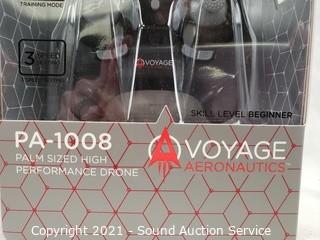 TRAINING MODE
3 SPEED
VOYAGE
SKILL LEVEL BEGINNER
PA-1008
PALM SIZED HIGH
PERFORMANCE DRONE
VOYAGE
AERONAUTICS
Copyright 2021 - Sound Auction Service